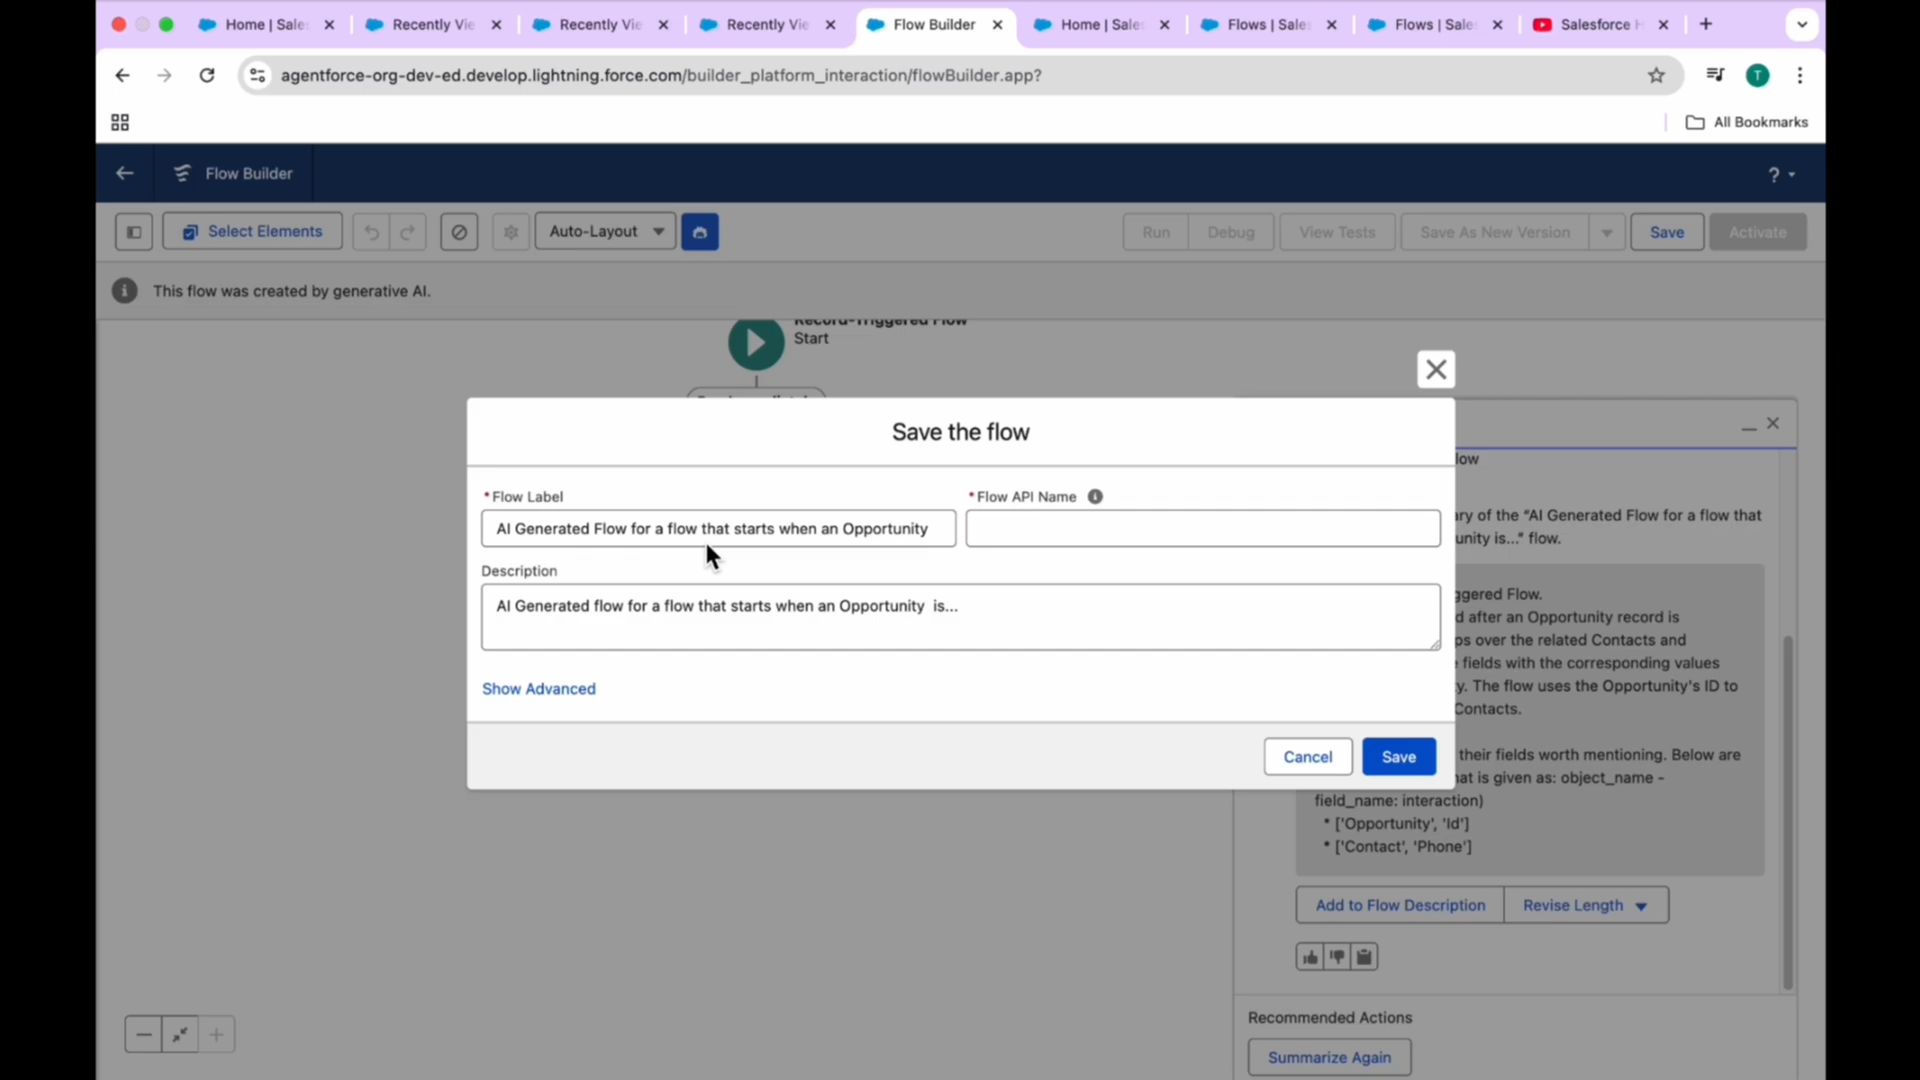 Home | Sale
Recently Vie
Recently Vie
Recently Vie
Flow Builder
Home | Sale
Flows | Sale
Flows | Sale
Salesforce H
agentforce-org-dev-ed.develop.lightning.force.com/builder_platform_interaction/flowBuilder.app?
T
All Bookmarks
Flow Builder
?
Select Elements
Auto-Layout
Run
Debug
View Tests
Save As New Version
Save
Activate
This flow was created by generative AI.
Record-Triggered Flow
Start
Save the flow
* Flow Label
* Flow API Name
AI Generated Flow for a flow that starts when an Opportunity
Description
AI Generated flow for a flow that starts when an Opportunity  is...
Show Advanced
Cancel
Save
low
ary of the "AI Generated Flow for a flow that
unity is..." flow.
ggered Flow.
d after an Opportunity record is
ps over the related Contacts and
fields with the corresponding values
y. The flow uses the Opportunity's ID to
Contacts.
their fields worth mentioning. Below are
at is given as: object_name -
field_name: interaction)
* ['Opportunity', 'Id']
* ['Contact', 'Phone']
Add to Flow Description
Revise Length
Recommended Actions
Summarize Again